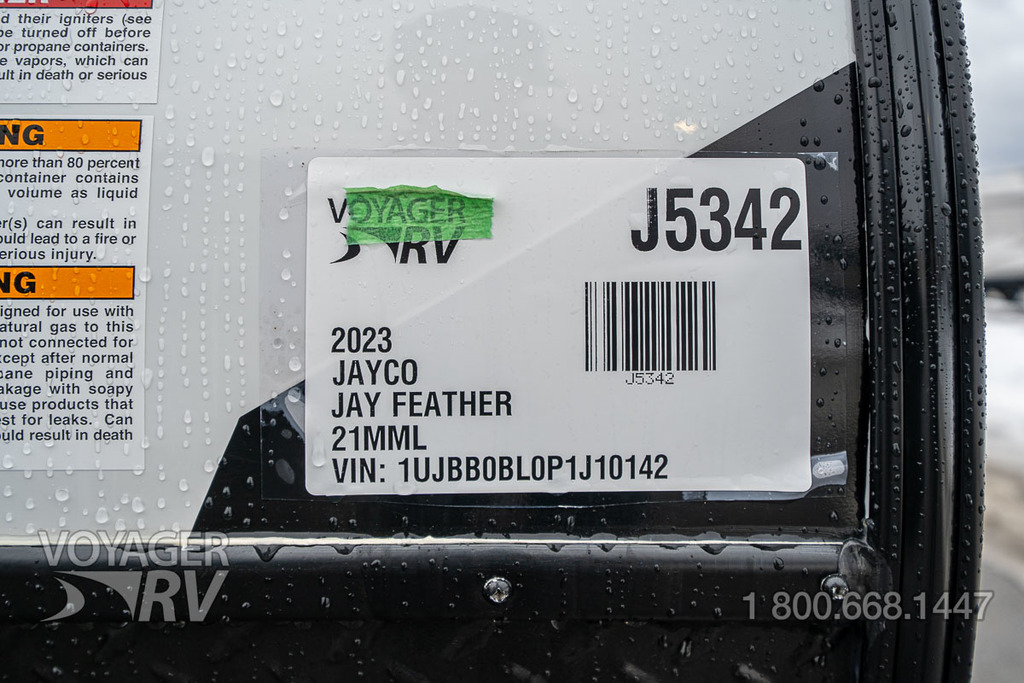 d their igniters (see
be turned off before
or propane containers.
e vapors, which can
ult in death or serious
NG
more than 80 percent
container contains
volume as liquid
er(s) can result in
ould lead to a fire or
erious injury.
NG
igned for use with
atural gas to this
not connected for
xcept after normal
ane piping and
akage with soapy
use products that
est for leaks. Can
ould result in death
VOYAGER
RV
J5342
J5342
2023
JAYCO
JAY FEATHER
21MML
VIN: 1UJBB0BL0P1J10142
VOYAGER
RV
1 800.668.1447